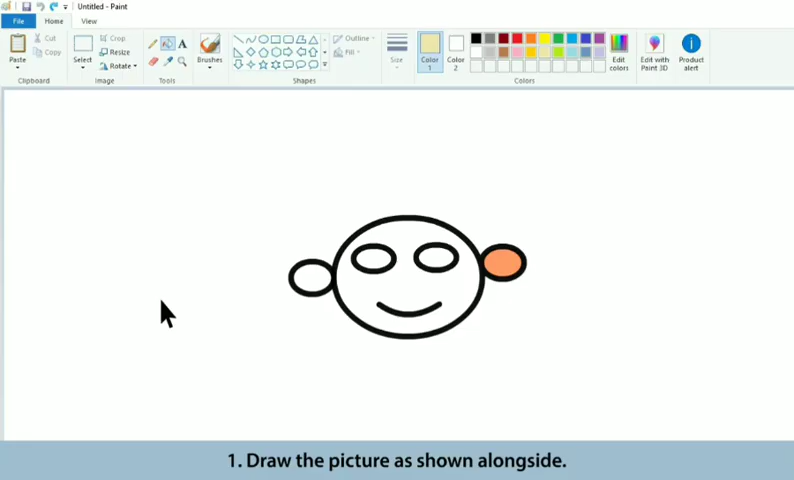 Untitled - Paint
File Home View
Paste
Cut
Copy
Clipboard
Select
Crop
Resize
Rotate
Image
A
Tools
Brushes
Shapes
Outline
Fill
Size
Color 1
Color 2
Colors
Edit colors
Edit with Paint 3D
Product alert
1. Draw the picture as shown alongside.